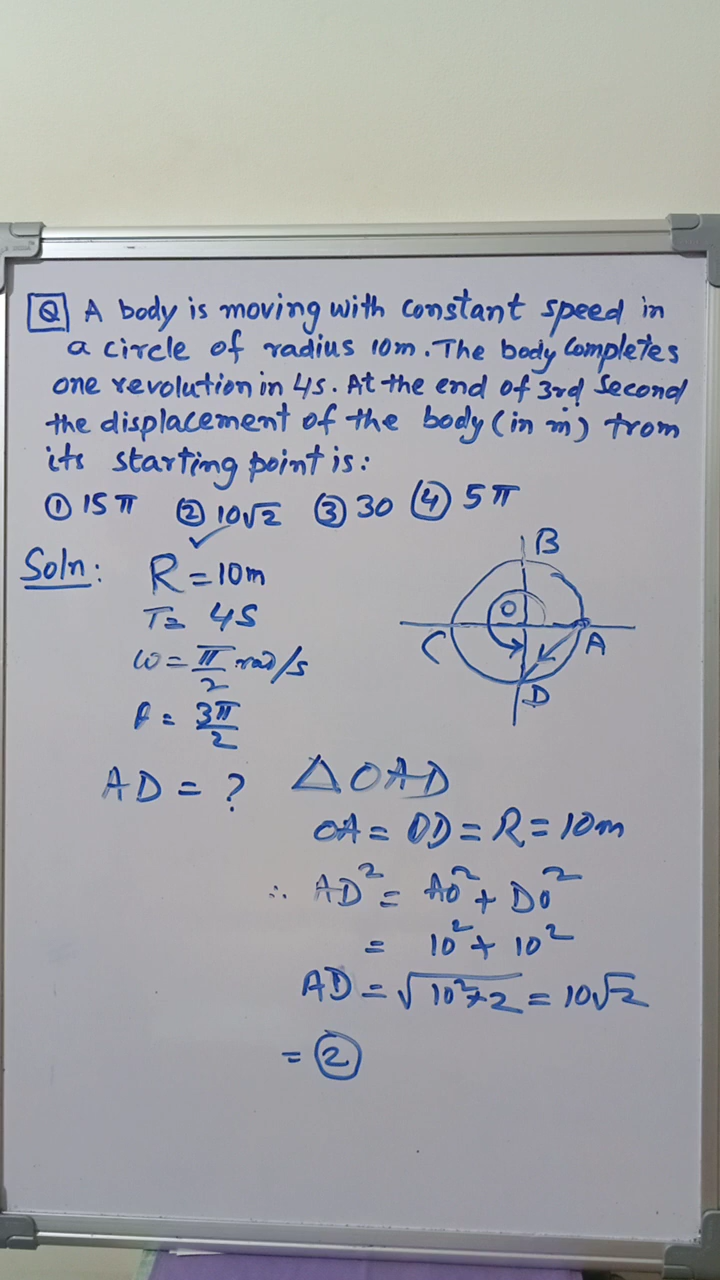 Q A body is moving with constant speed in
a circle of radius 10m. The body completes
one revolution in 4s. At the end of 3rd second
the displacement of the body (in m) from
its starting point is:
① 15π ② 10√2 ③ 30 ④ 5π
Soln:
R = 10m
T = 4S
ω = π/2 rad/s
θ = 3π/2
B
O
C
A
D
AD = ? △OAD
OA = OD = R = 10m
∴ AD² = AO² + DO²
= 10² + 10²
AD = √10²×2 = 10√2
= ②